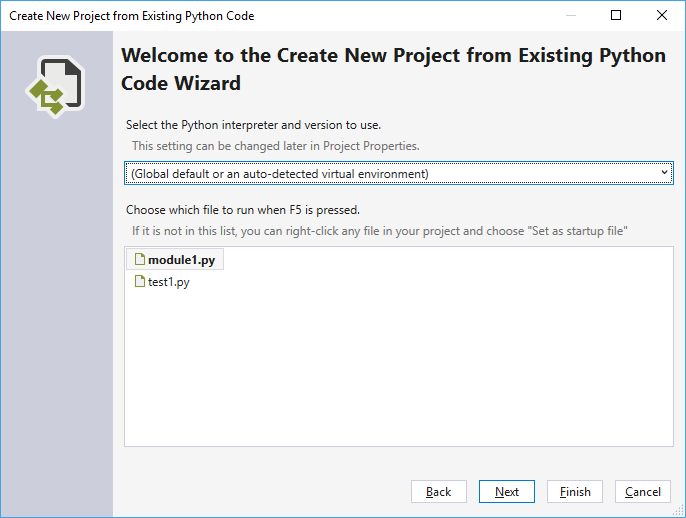 Create New Project from Existing Python Code
Welcome to the Create New Project from Existing Python
Code Wizard
Select the Python interpreter and version to use.
This setting can be changed later in Project Properties.
(Global default or an auto-detected virtual environment)
Choose which file to run when F5 is pressed.
If it is not in this list, you can right-click any file in your project and choose "Set as startup file"
module1.py
test1.py
Back Next Finish Cancel